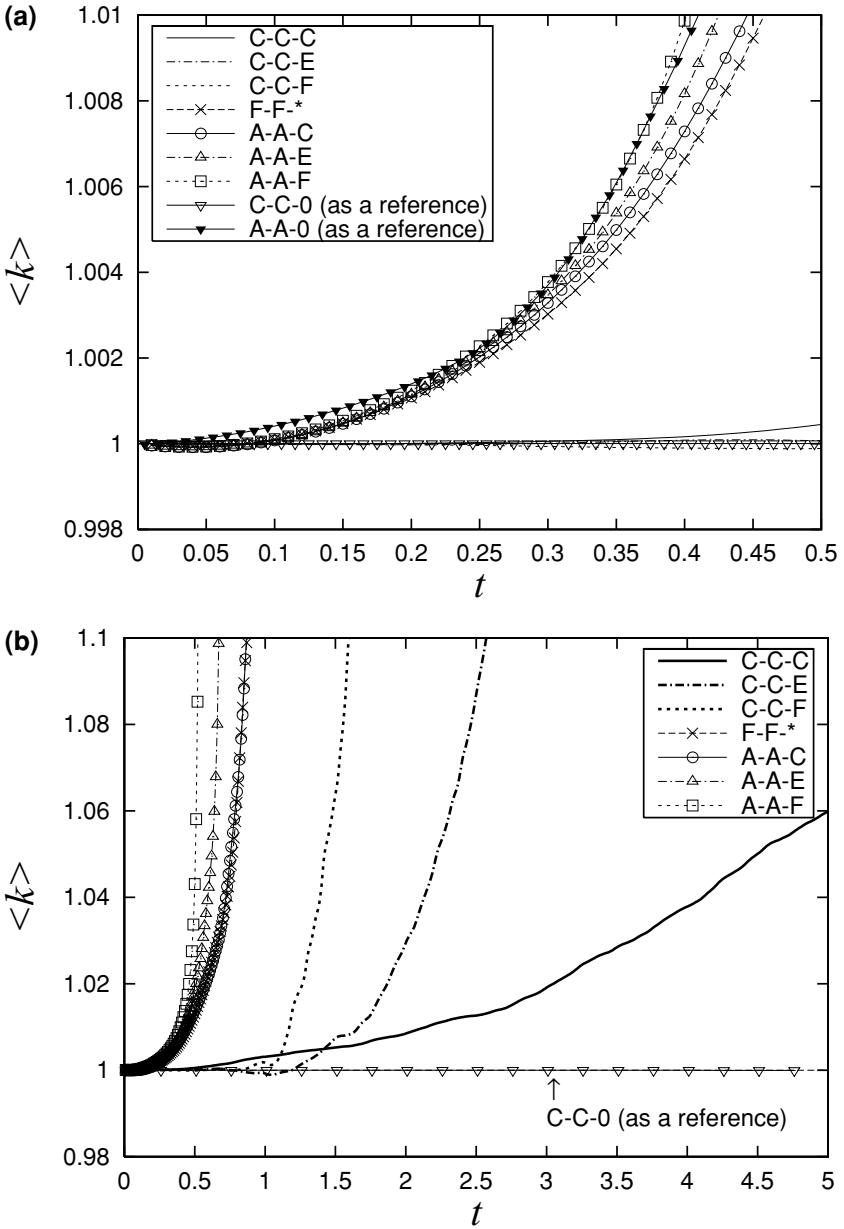 (a)
1.01
1.008
1.006
1.004
1.002
1
0.998
<k>
C-C-C
C-C-E
C-C-F
F-F-*
A-A-C
A-A-E
A-A-F
C-C-0 (as a reference)
A-A-0 (as a reference)
0 0.05 0.1 0.15 0.2 0.25 0.3 0.35 0.4 0.45 0.5
t
(b)
1.1
1.08
1.06
1.04
1.02
1
0.98
<k>
C-C-C
C-C-E
C-C-F
F-F-*
A-A-C
A-A-E
A-A-F
↑
C-C-0 (as a reference)
0 0.5 1 1.5 2 2.5 3 3.5 4 4.5 5
t